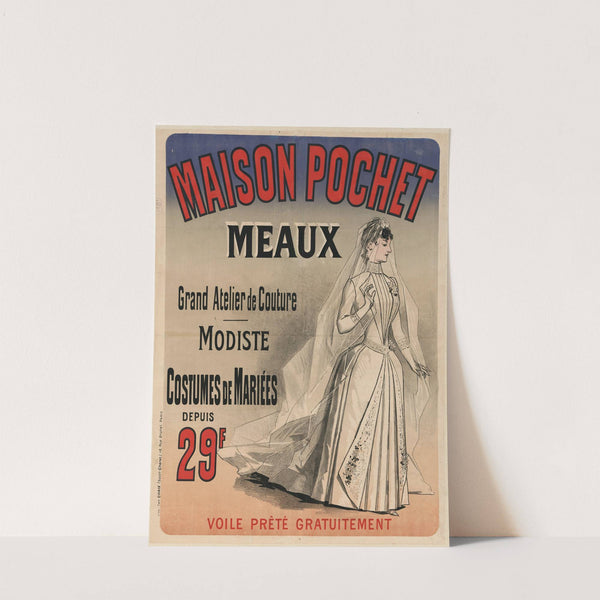 MAISON POCHET
MEAUX
Grand Atelier de Couture
MODISTE
COSTUMES DE MARIÉES
DEPUIS
29F
VOILE PRÊTÉ GRATUITEMENT